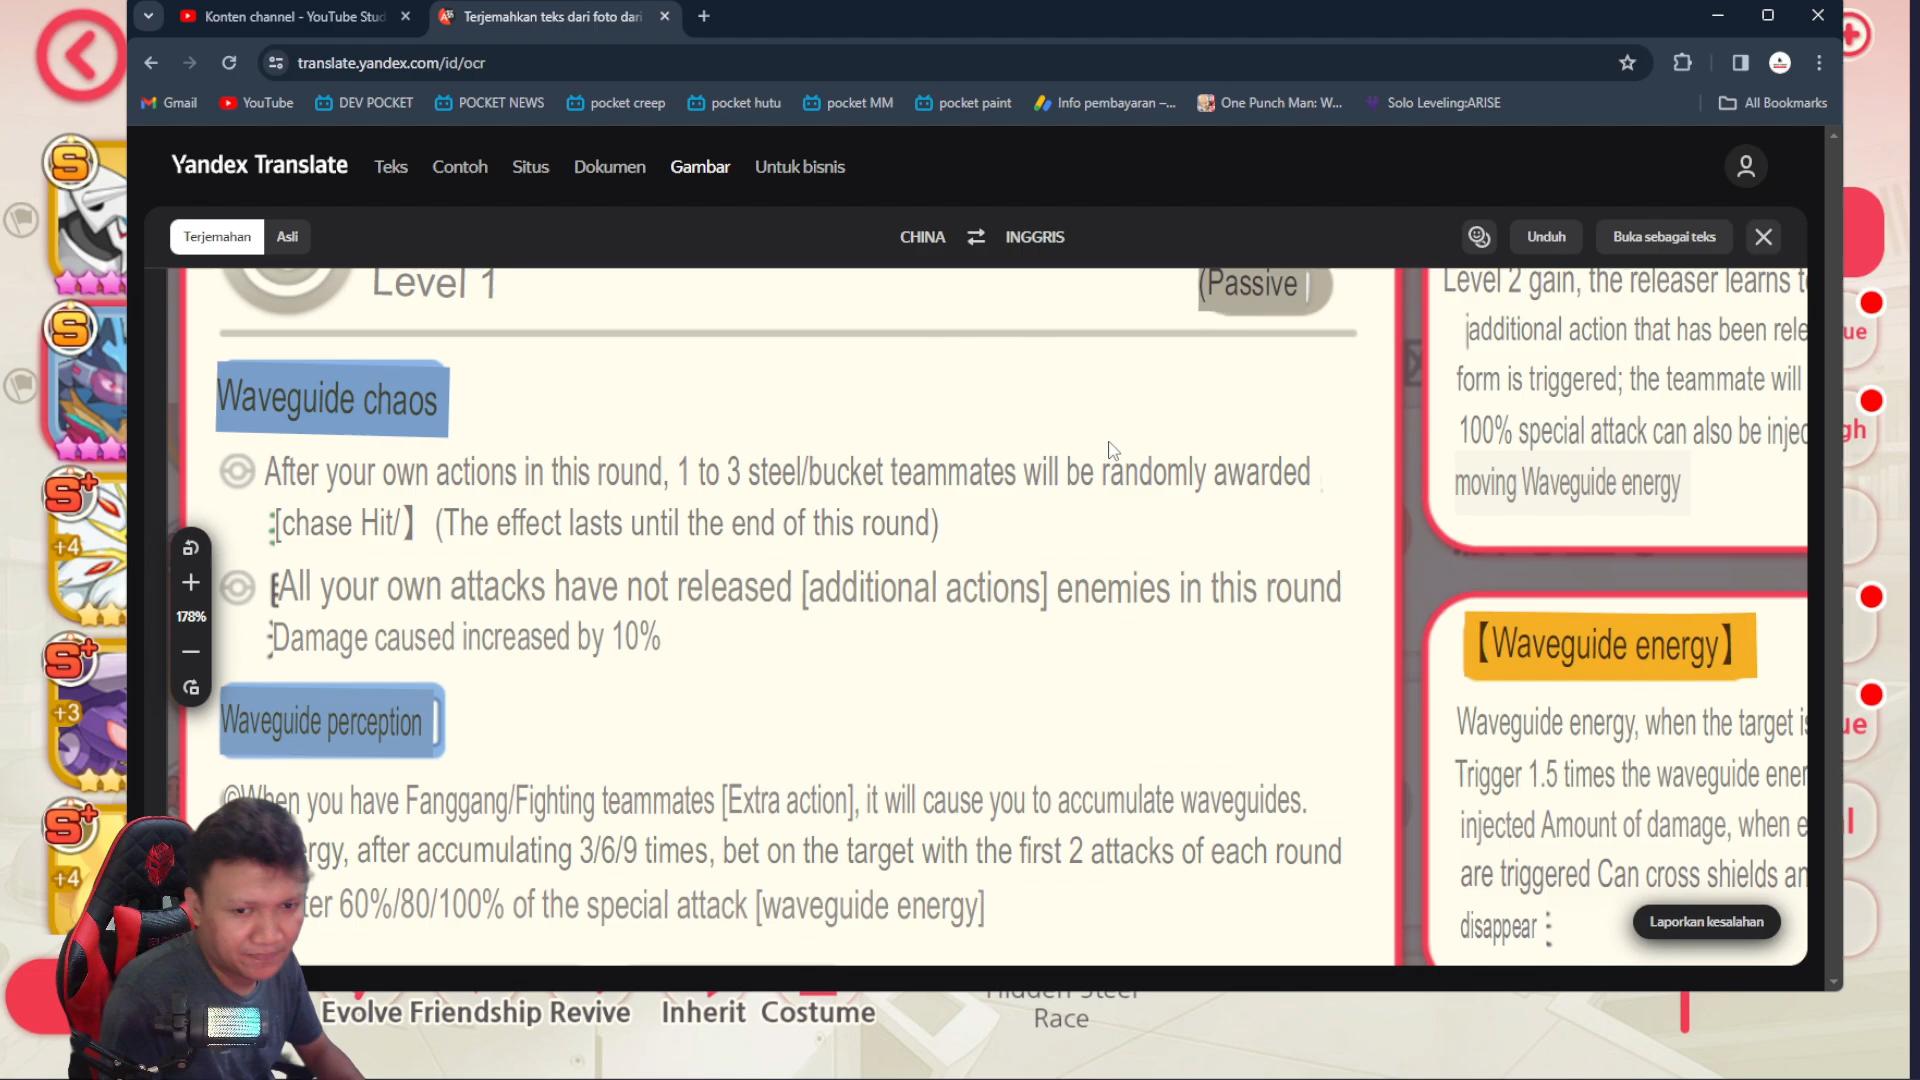 Konten channel - YouTube Stud
Terjemahkan teks dari foto dari
translate.yandex.com/id/ocr
Gmail
YouTube
DEV POCKET
POCKET NEWS
pocket creep
pocket hutu
pocket MM
pocket paint
Info pembayaran –...
One Punch Man: W...
Solo Leveling:ARISE
All Bookmarks
Yandex Translate
Teks
Contoh
Situs
Dokumen
Gambar
Untuk bisnis
Terjemahan
Asli
CHINA
INGGRIS
Unduh
Buka sebagai teks
Level 1
(Passive
Waveguide chaos
After your own actions in this round, 1 to 3 steel/bucket teammates will be randomly awarded
[chase Hit/】 (The effect lasts until the end of this round)
All your own attacks have not released [additional actions] enemies in this round
Damage caused increased by 10%
Waveguide perception
When you have Fanggang/Fighting teammates [Extra action], it will cause you to accumulate waveguides.
rgy, after accumulating 3/6/9 times, bet on the target with the first 2 attacks of each round
ter 60%/80/100% of the special attack [waveguide energy]
Level 2 gain, the releaser learns t
additional action that has been rele
form is triggered; the teammate will
100% special attack can also be injec
moving Waveguide energy
【Waveguide energy】
Waveguide energy, when the target is
Trigger 1.5 times the waveguide ener
injected Amount of damage, when e
are triggered Can cross shields an
disappear
Laporkan kesalahan
178%
S
S
S+
+4
S+
+3
S+
+4
ue
gh
ue
l
Evolve Friendship Revive Inherit Costume
Hidden Steel
Race